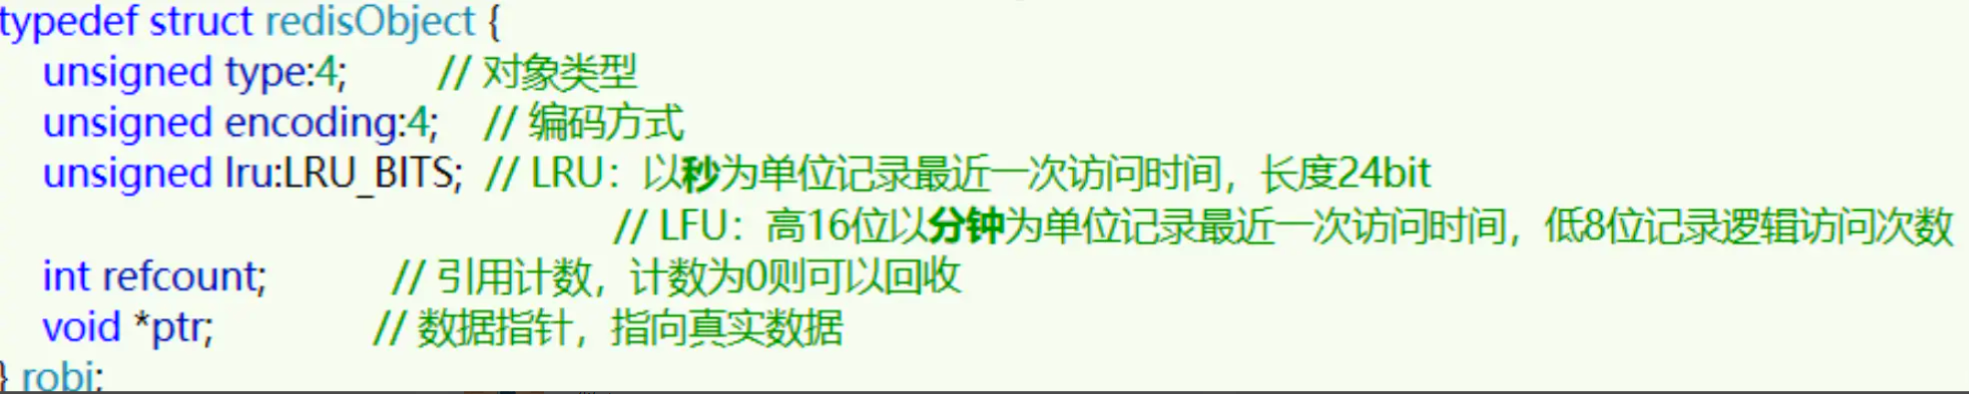 typedef struct redisObject {
unsigned type:4; // 对象类型
unsigned encoding:4; // 编码方式
unsigned lru:LRU_BITS; // LRU：以秒为单位记录最近一次访问时间，长度24bit
// LFU：高16位以分钟为单位记录最近一次访问时间，低8位记录逻辑访问次数
int refcount; // 引用计数，计数为0则可以回收
void *ptr; // 数据指针，指向真实数据
} robj;